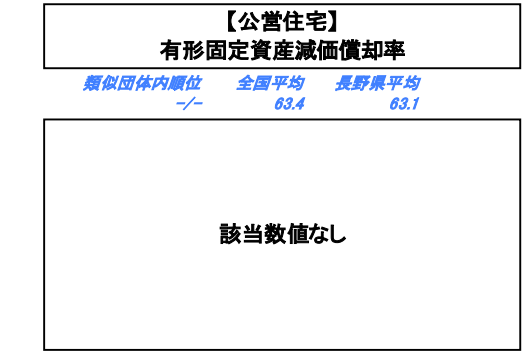 【公営住宅】
有形固定資産減価償却率
類似団体内順位 全国平均 長野県平均
-/- 63.4 63.1
該当数値なし